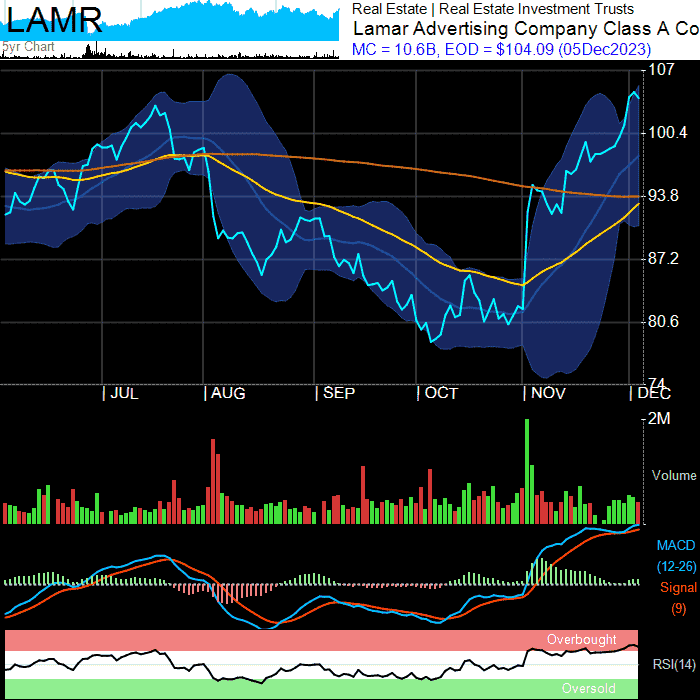 LAMR
5yr Chart
Real Estate | Real Estate Investment Trusts
Lamar Advertising Company Class A Co
MC = 10.6B, EOD = $104.09 (05Dec2023)
107
100.4
93.8
87.2
80.6
74
| JUL | AUG | SEP | OCT | NOV | DEC
2M
Volume
MACD
(12-26)
Signal
(9)
Overbought
RSI(14)
Oversold